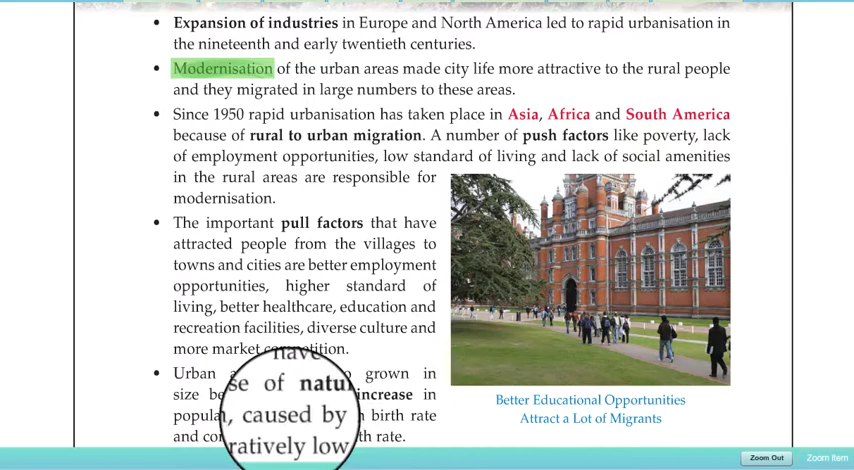 • Expansion of industries in Europe and North America led to rapid urbanisation in
the nineteenth and early twentieth centuries.
• Modernisation of the urban areas made city life more attractive to the rural people
and they migrated in large numbers to these areas.
• Since 1950 rapid urbanisation has taken place in Asia, Africa and South America
because of rural to urban migration. A number of push factors like poverty, lack
of employment opportunities, low standard of living and lack of social amenities
in the rural areas are responsible for
modernisation.
• The important pull factors that have
attracted people from the villages to
towns and cities are better employment
opportunities, higher standard of
living, better healthcare, education and
recreation facilities, diverse culture and
more market competition.
have
• Urban grown in
size of increase in
, caused by birth rate
and low rate.
Better Educational Opportunities
Attract a Lot of Migrants
Zoom Out Zoom Item